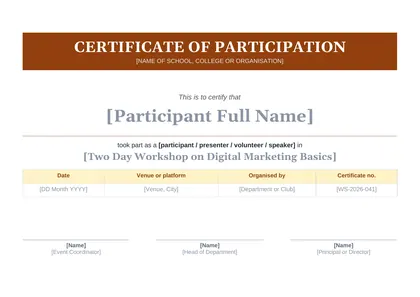 CERTIFICATE OF PARTICIPATION
[NAME OF SCHOOL, COLLEGE OR ORGANISATION]
This is to certify that
[Participant Full Name]
took part as a [participant / presenter / volunteer / speaker] in
[Two Day Workshop on Digital Marketing Basics]
Date Venue or platform Organised by Certificate no.
[DD Month YYYY] [Venue, City] [Department or Club] [WS-2026-041]
[Name] [Name] [Name]
[Event Coordinator] [Head of Department] [Principal or Director]